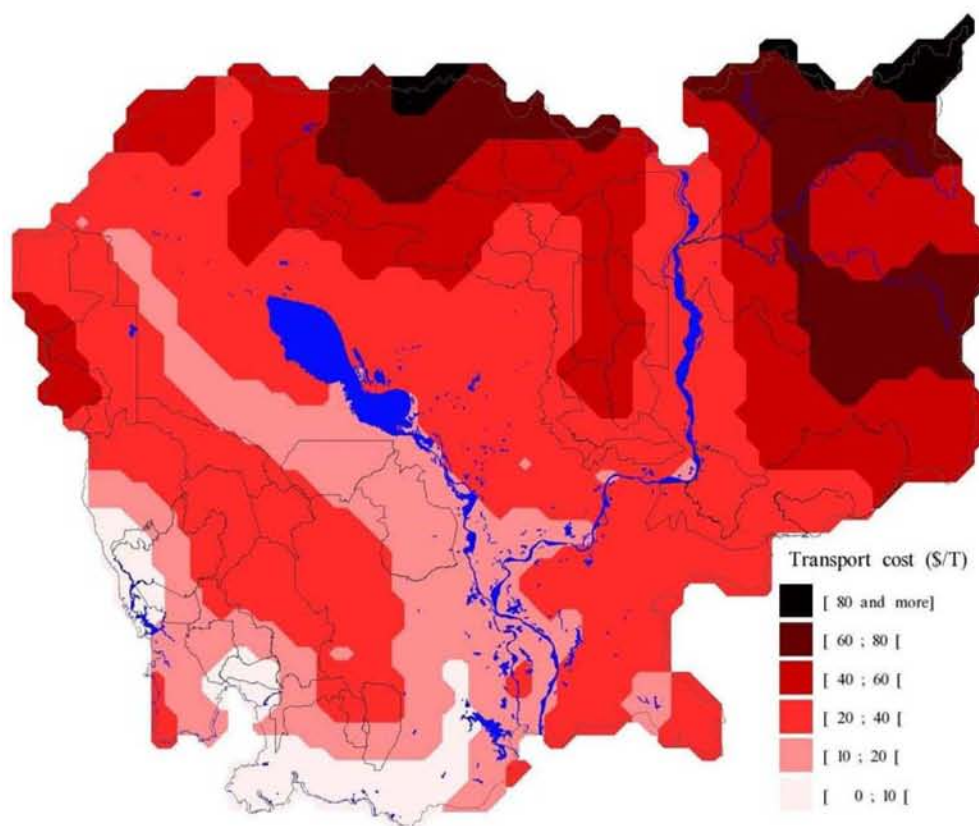 Transport cost ($/T)
[ 80 and more]
[ 60 ; 80 [
[ 40 ; 60 [
[ 20 ; 40 [
[ 10 ; 20 [
[ 0 ; 10 [